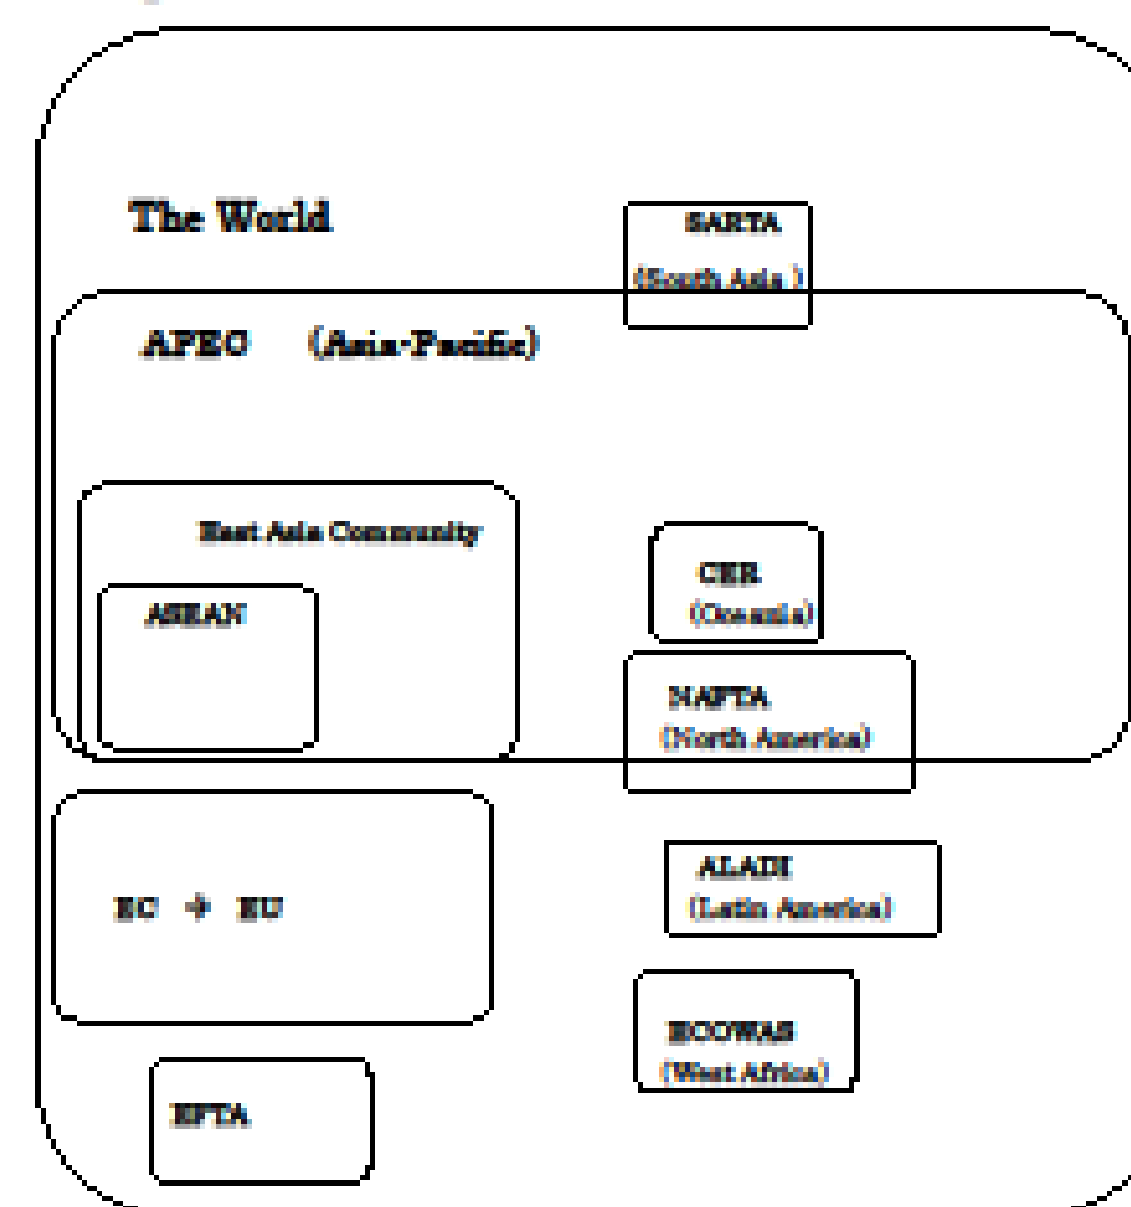 The World
SARTA
(South Asia )
APEC (Asia-Pacific)
East Asia Community
ASEAN
CER
(Oceania)
NAFTA
(North America)
EC → EU
ALADI
(Latin America)
ECOWAS
(West Africa)
EFTA